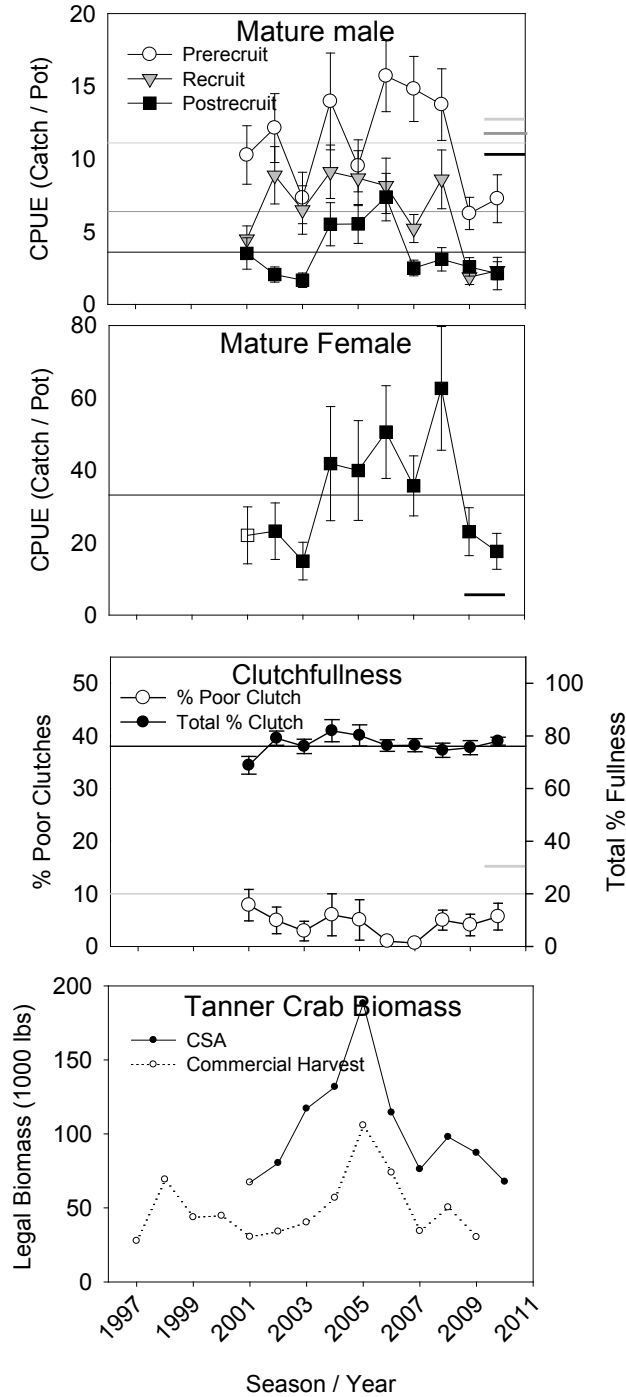 Mature male
20
Prerecruit
Recruit
15
Postrecruit
10
5
0
CPUE (Catch / Pot)
Mature Female
80
60
40
20
0
CPUE (Catch / Pot)
Clutchfullness
50
% Poor Clutch
100
40
Total % Clutch
80
30
60
20
40
10
20
0
0
% Poor Clutches
Total % Fullness
Tanner Crab Biomass
200
CSA
Commercial Harvest
150
100
50
0
Legal Biomass (1000 lbs)
1997
1999
2001
2003
2005
2007
2009
2011
Season / Year